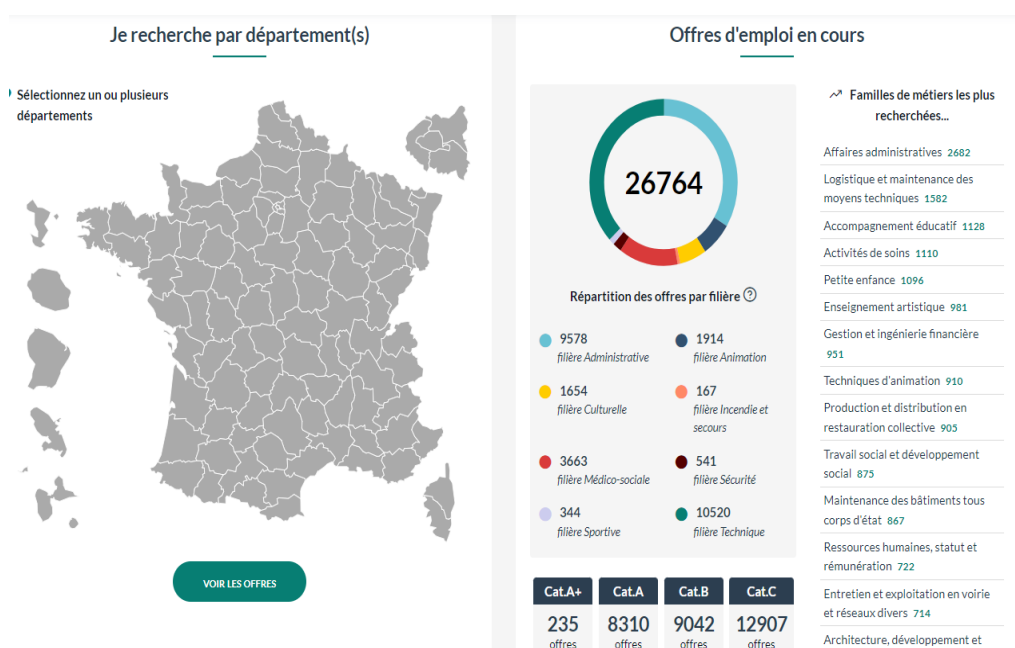 Je recherche par département(s)
Sélectionnez un ou plusieurs
départements
VOIR LES OFFRES
Offres d'emploi en cours
26764
Répartition des offres par filière ?
9578
filière Administrative
1914
filière Animation
1654
filière Culturelle
167
filière Incendie et
secours
3663
filière Médico-sociale
541
filière Sécurité
344
filière Sportive
10520
filière Technique
Cat.A+
235
offres
Cat.A
8310
offres
Cat.B
9042
offres
Cat.C
12907
offres
Familles de métiers les plus
recherchées...
Affaires administratives 2682
Logistique et maintenance des
moyens techniques 1582
Accompagnement éducatif 1128
Activités de soins 1110
Petite enfance 1096
Enseignement artistique 981
Gestion et ingénierie financière
951
Techniques d'animation 910
Production et distribution en
restauration collective 905
Travail social et développement
social 875
Maintenance des bâtiments tous
corps d'état 867
Ressources humaines, statut et
rémunération 722
Entretien et exploitation en voirie
et réseaux divers 714
Architecture, développement et